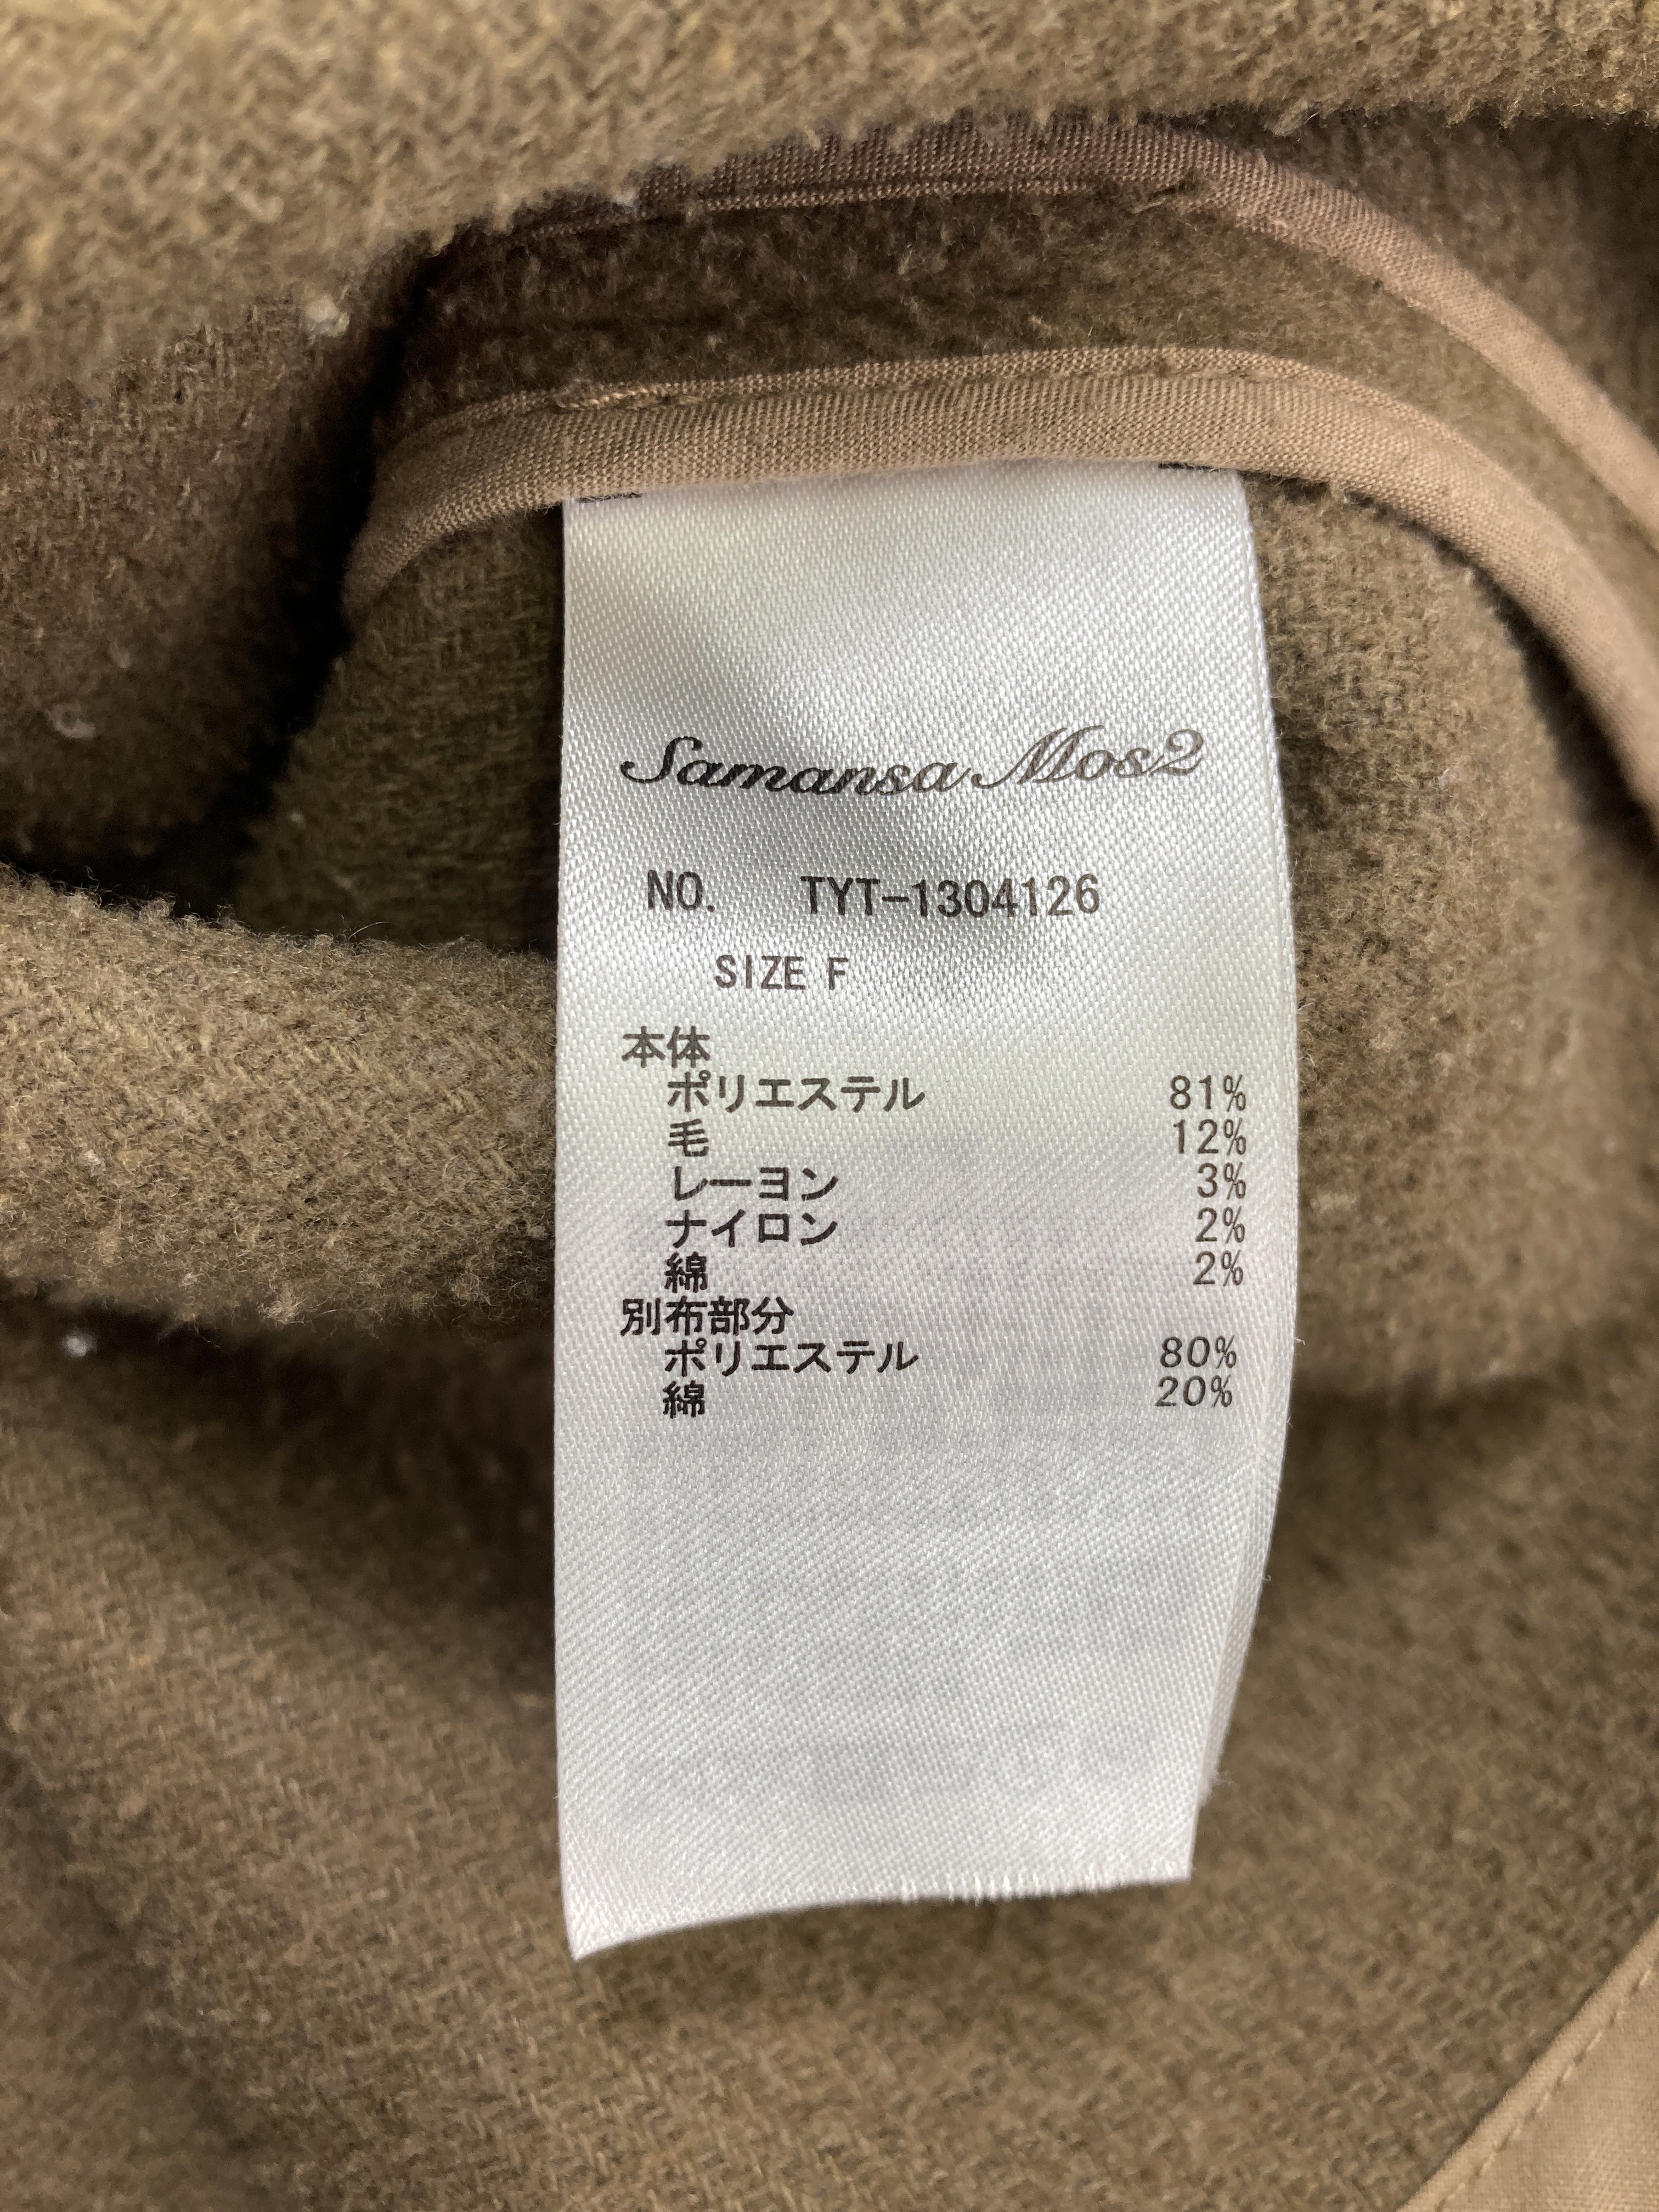 Samansa Mos2
NO. TYT-1304126
SIZE F
本体
ポリエステル 81%
毛 12%
レーヨン 3%
ナイロン 2%
綿 2%
別布部分
ポリエステル 80%
綿 20%